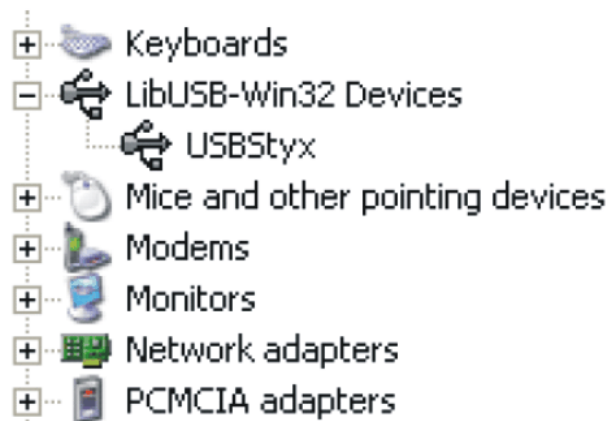 Keyboards
LibUSB-Win32 Devices
USBStyx
Mice and other pointing devices
Modems
Monitors
Network adapters
PCMCIA adapters